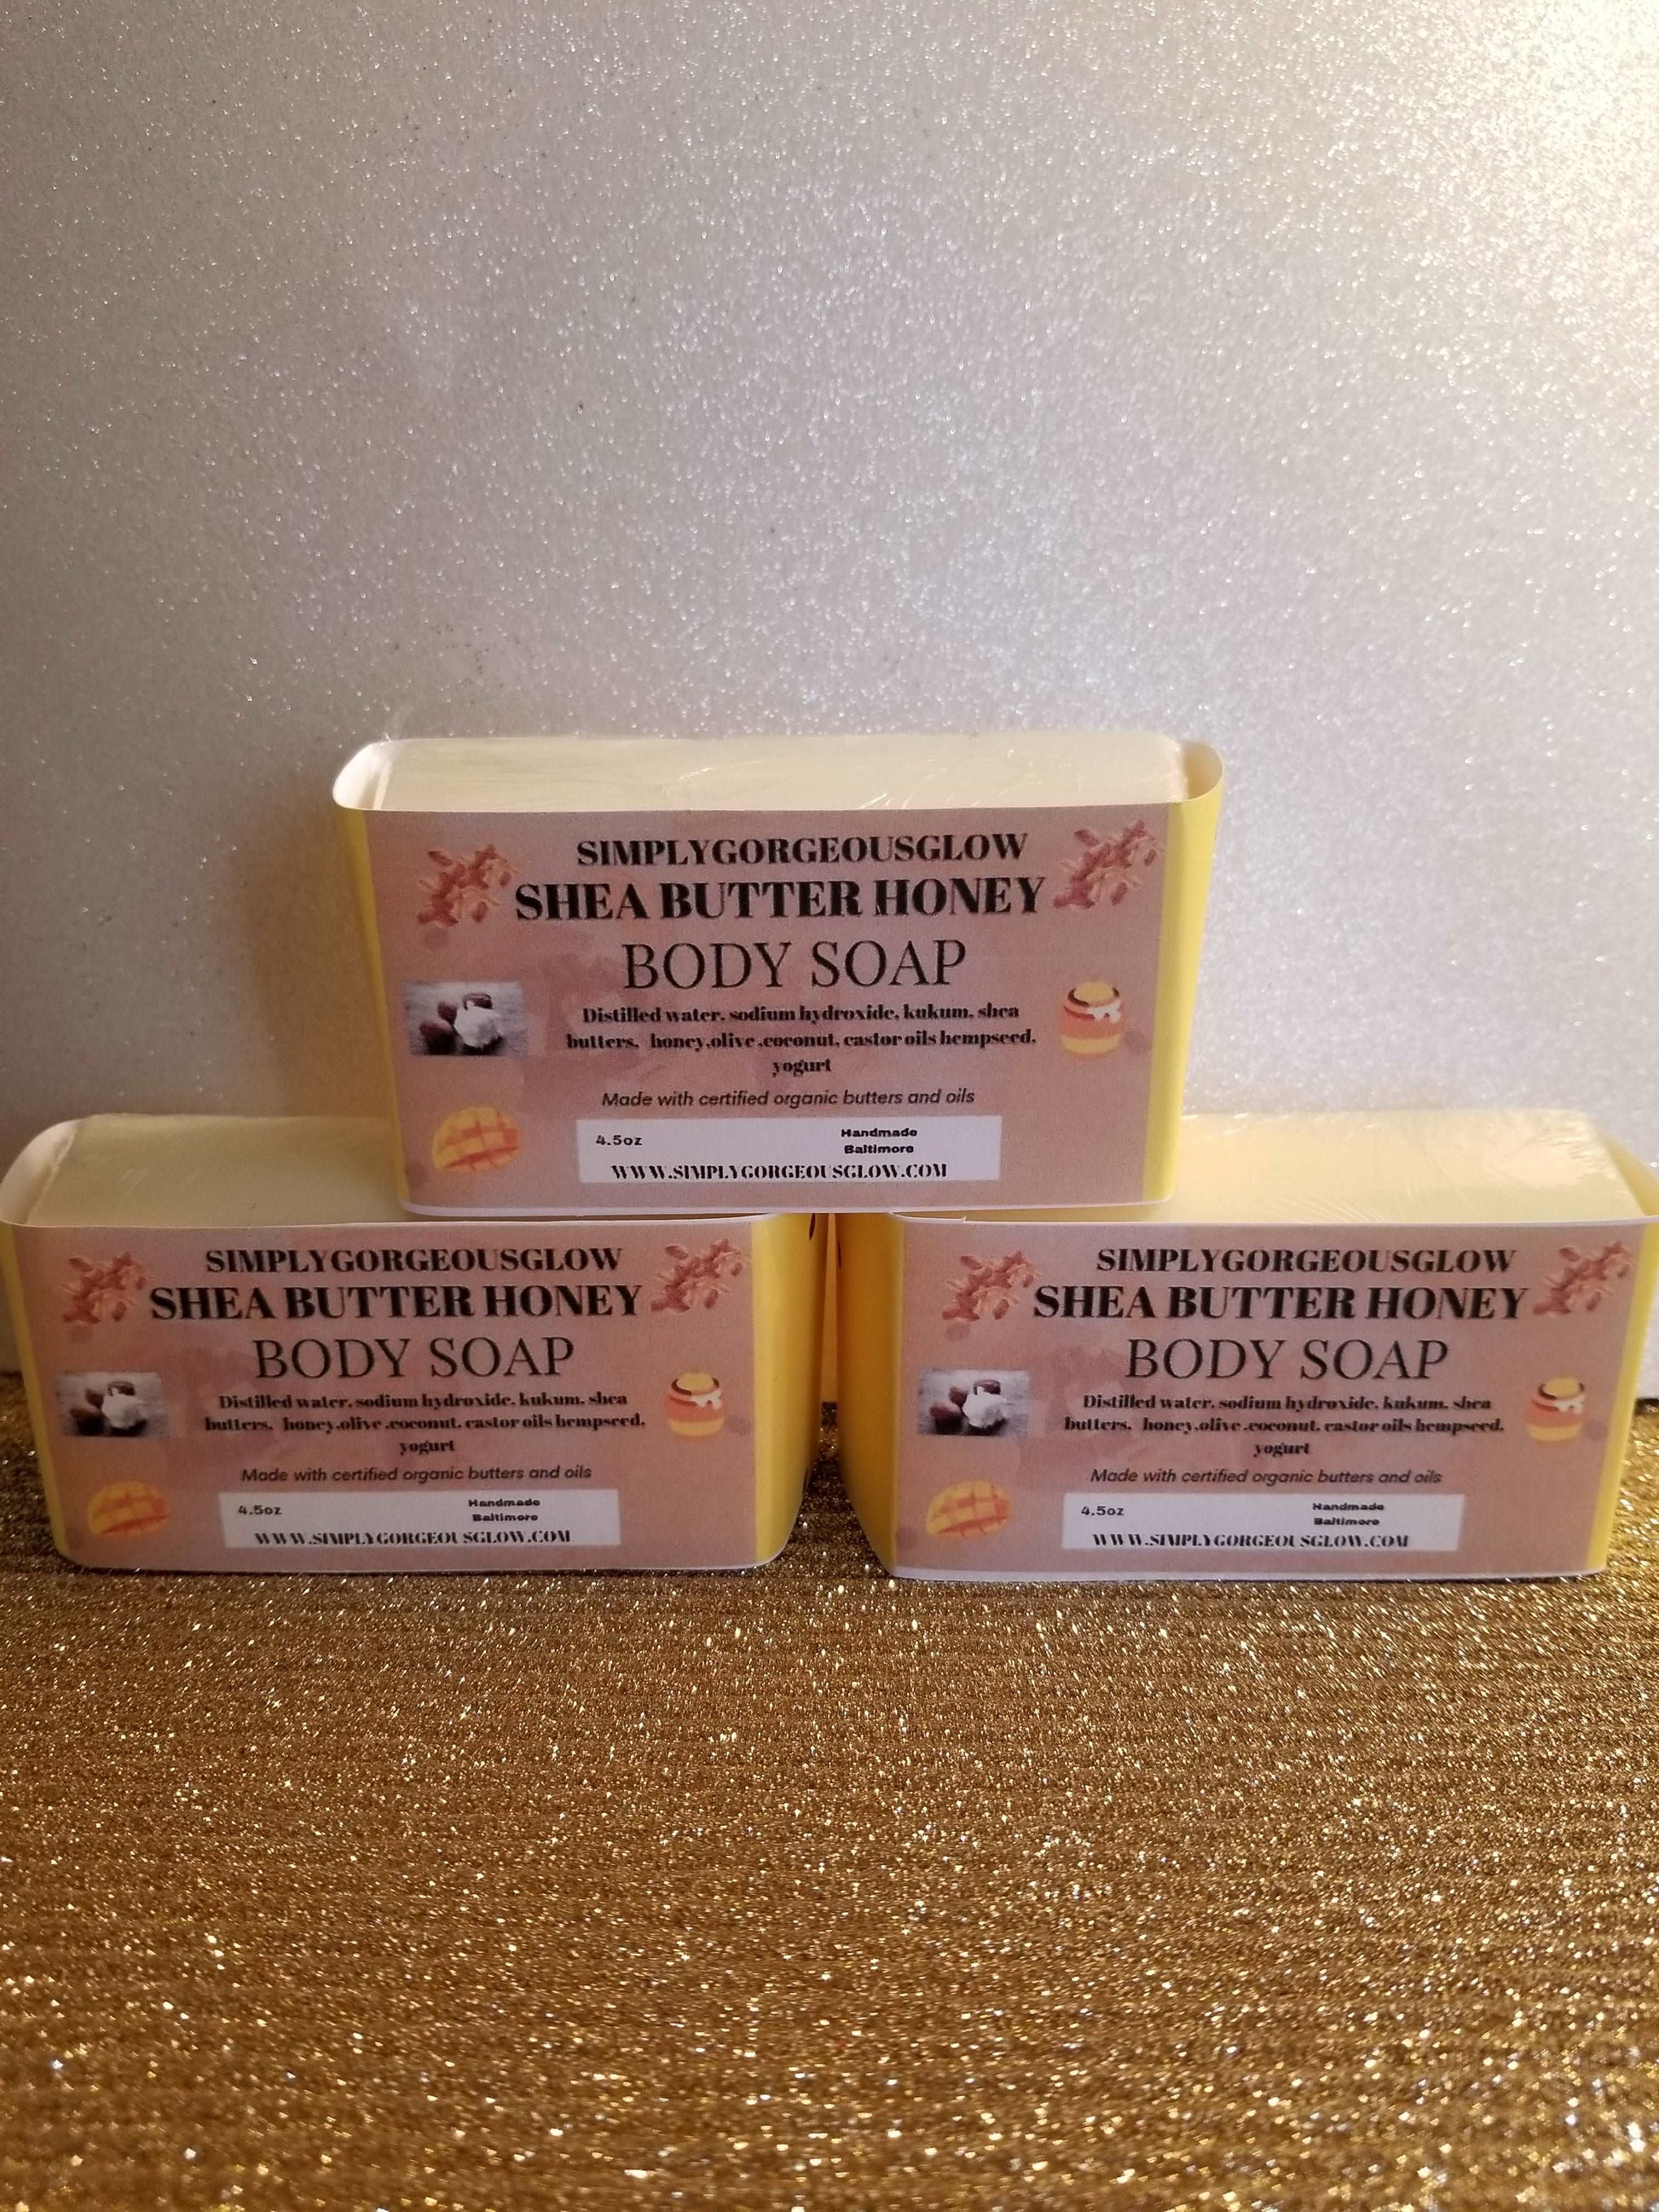 SIMPLYGORGEOUSGLOW
SHEA BUTTER HONEY
BODY SOAP
Distilled water, sodium hydroxide, kukum, shea
butters, honey,olive ,coconut, castor oils hempseed,
yogurt
Made with certified organic butters and oils
4.5oz
Handmade
Baltimore
WWW.SIMPLYGORGEOUSGLOW.COM
SIMPLYGORGEOUSGLOW
SHEA BUTTER HONEY
BODY SOAP
Distilled water, sodium hydroxide, kukum, shea
butters, honey,olive ,coconut, castor oils hempseed,
yogurt
Made with certified organic butters and oils
4.5oz
Handmade
Baltimore
WWW.SIMPLYGORGEOUSGLOW.COM
SIMPLYGORGEOUSGLOW
SHEA BUTTER HONEY
BODY SOAP
Distilled water, sodium hydroxide, kukum, shea
butters, honey,olive ,coconut, castor oils hempseed,
yogurt
Made with certified organic butters and oils
4.5oz
Handmade
Baltimore
WWW.SIMPLYGORGEOUSGLOW.COM